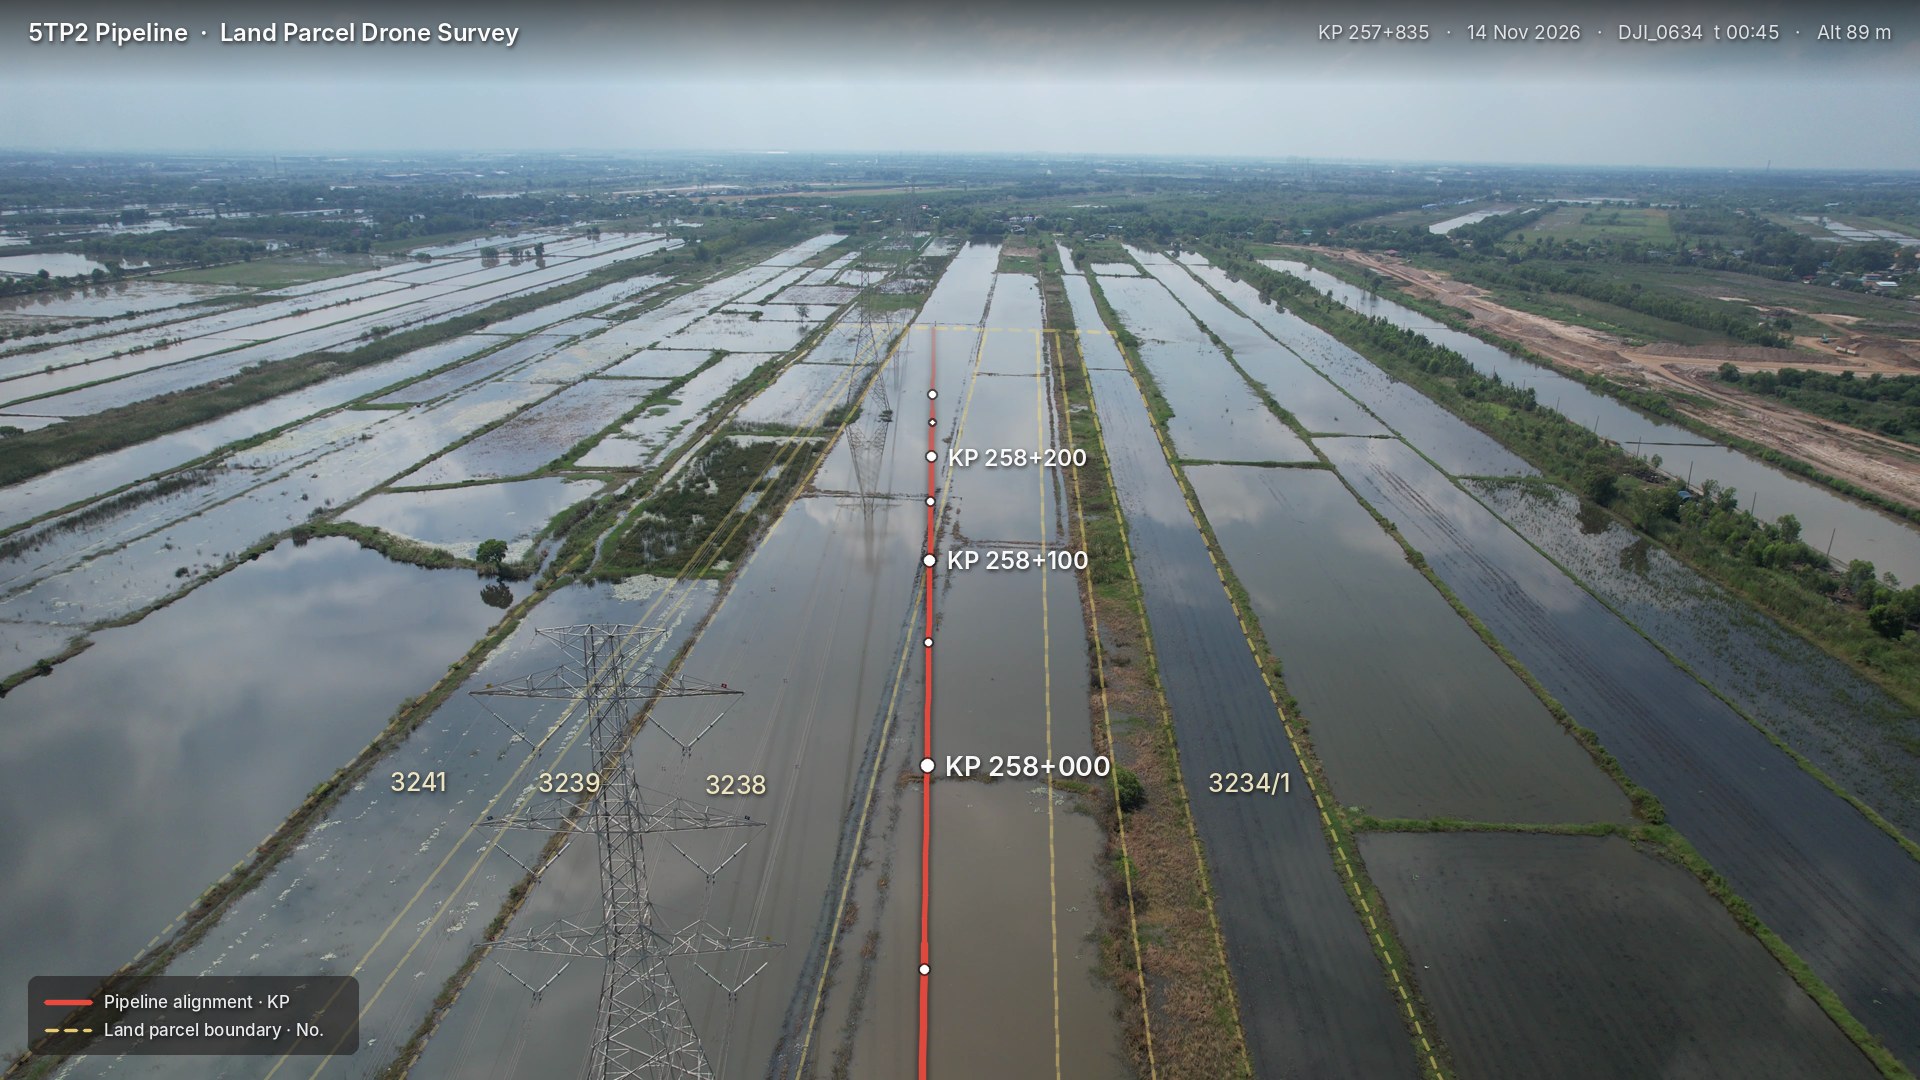 5TP2 Pipeline · Land Parcel Drone Survey
KP 257+835 · 14 Nov 2026 · DJI_0634 t 00:45 · Alt 89 m
KP 258+200
KP 258+100
KP 258+000
3241
3239
3238
3234/1
Pipeline alignment · KP
Land parcel boundary · No.